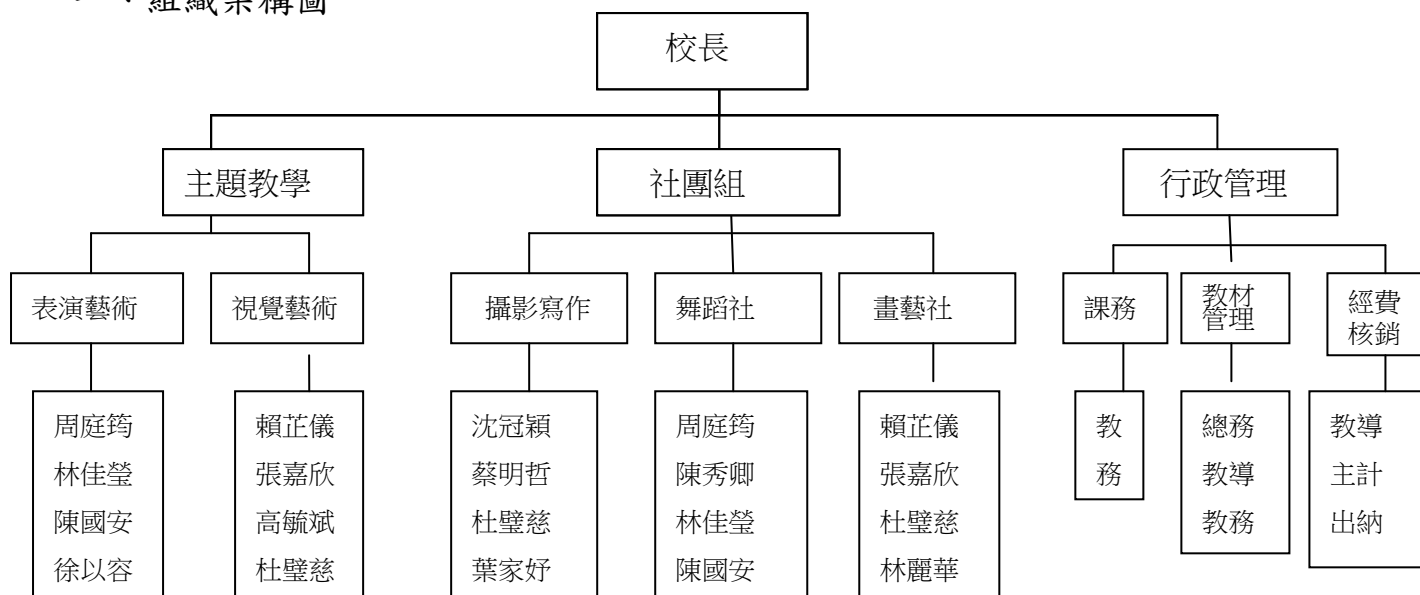 組織架構圖
校長
主題教學
社團組
行政管理
表演藝術
視覺藝術
攝影寫作
舞蹈社
畫藝社
課務
教材
管理
經費
核銷
周庭筠
林佳瑩
陳國安
徐以容
賴芷儀
張嘉欣
高毓斌
杜璧慈
沈冠穎
蔡明哲
杜璧慈
葉家妤
周庭筠
陳秀卿
林佳瑩
陳國安
賴芷儀
張嘉欣
杜璧慈
林麗華
教
務
總務
教導
教務
教導
主計
出納